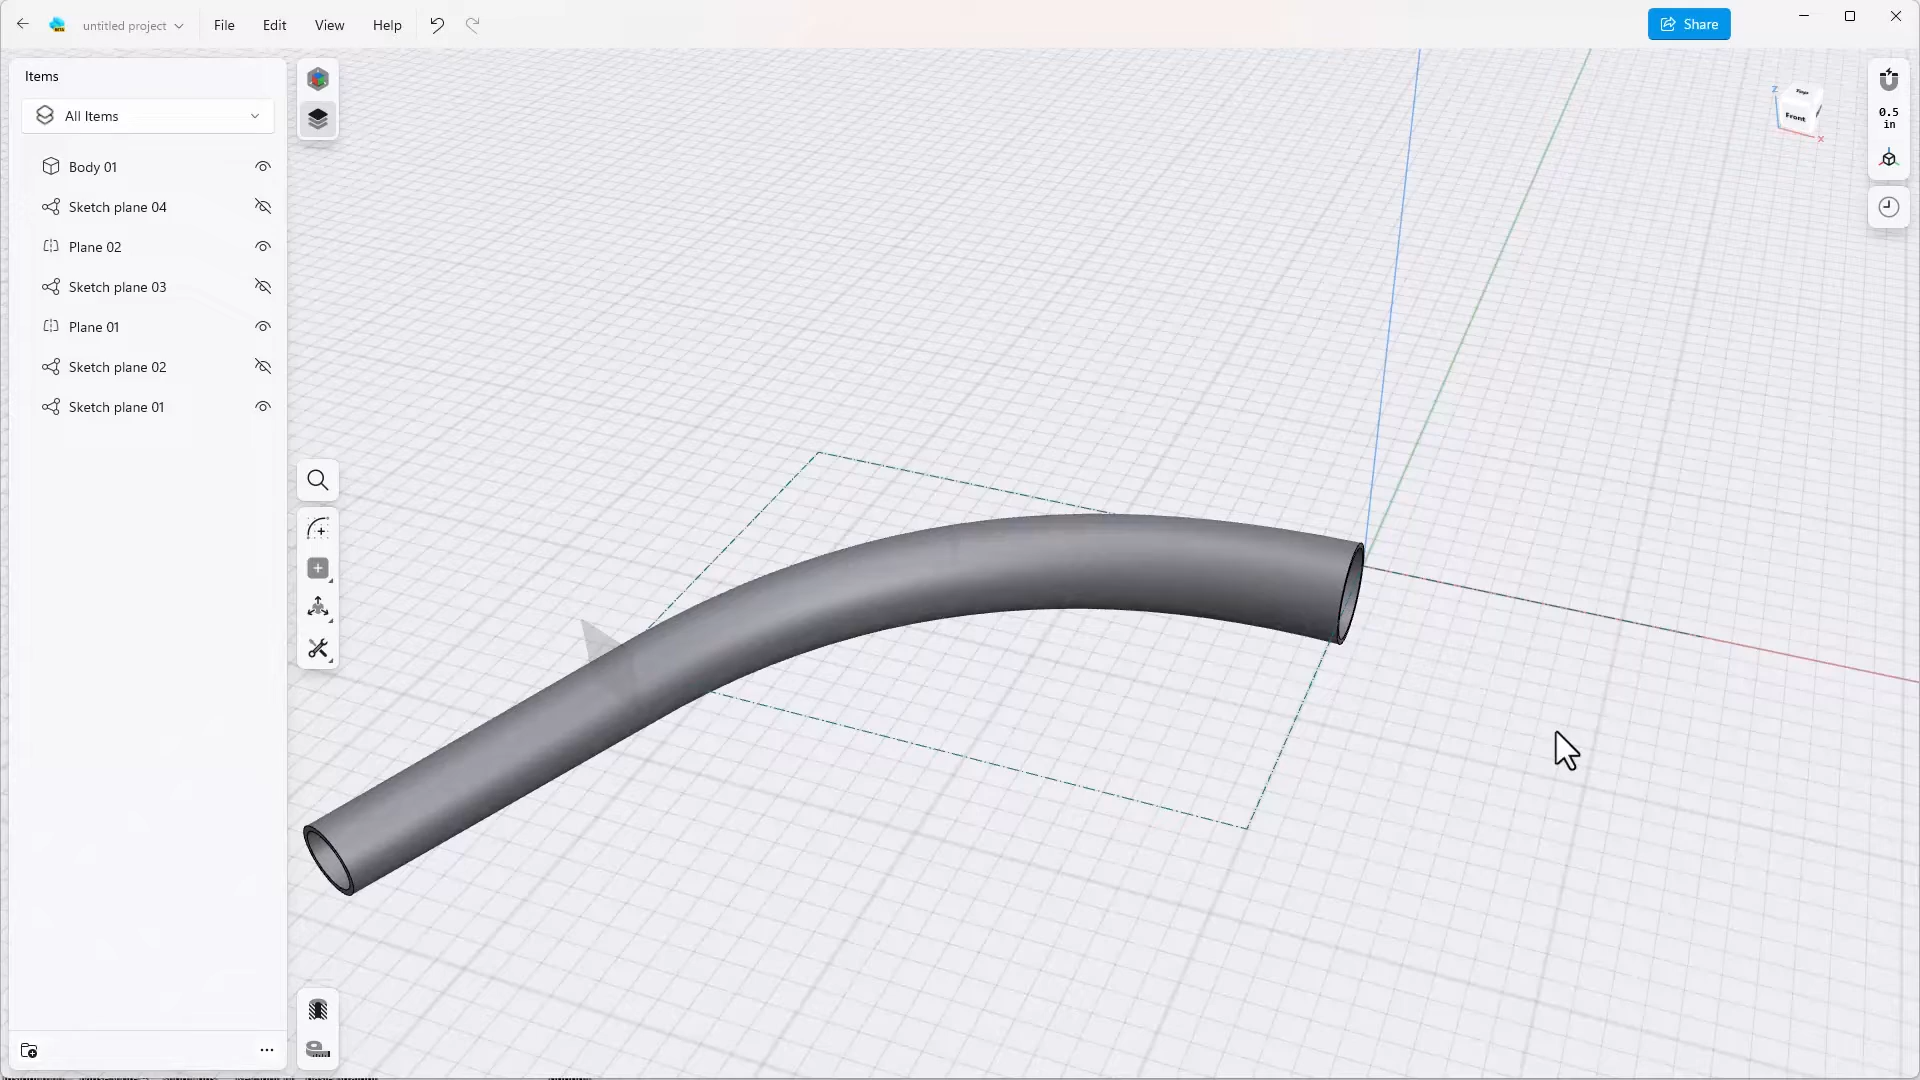 untitled project File Edit View Help Share
Items
All Items
Body 01
Sketch plane 04
Plane 02
Sketch plane 03
Plane 01
Sketch plane 02
Sketch plane 01
Z
Front
X
0.5
in